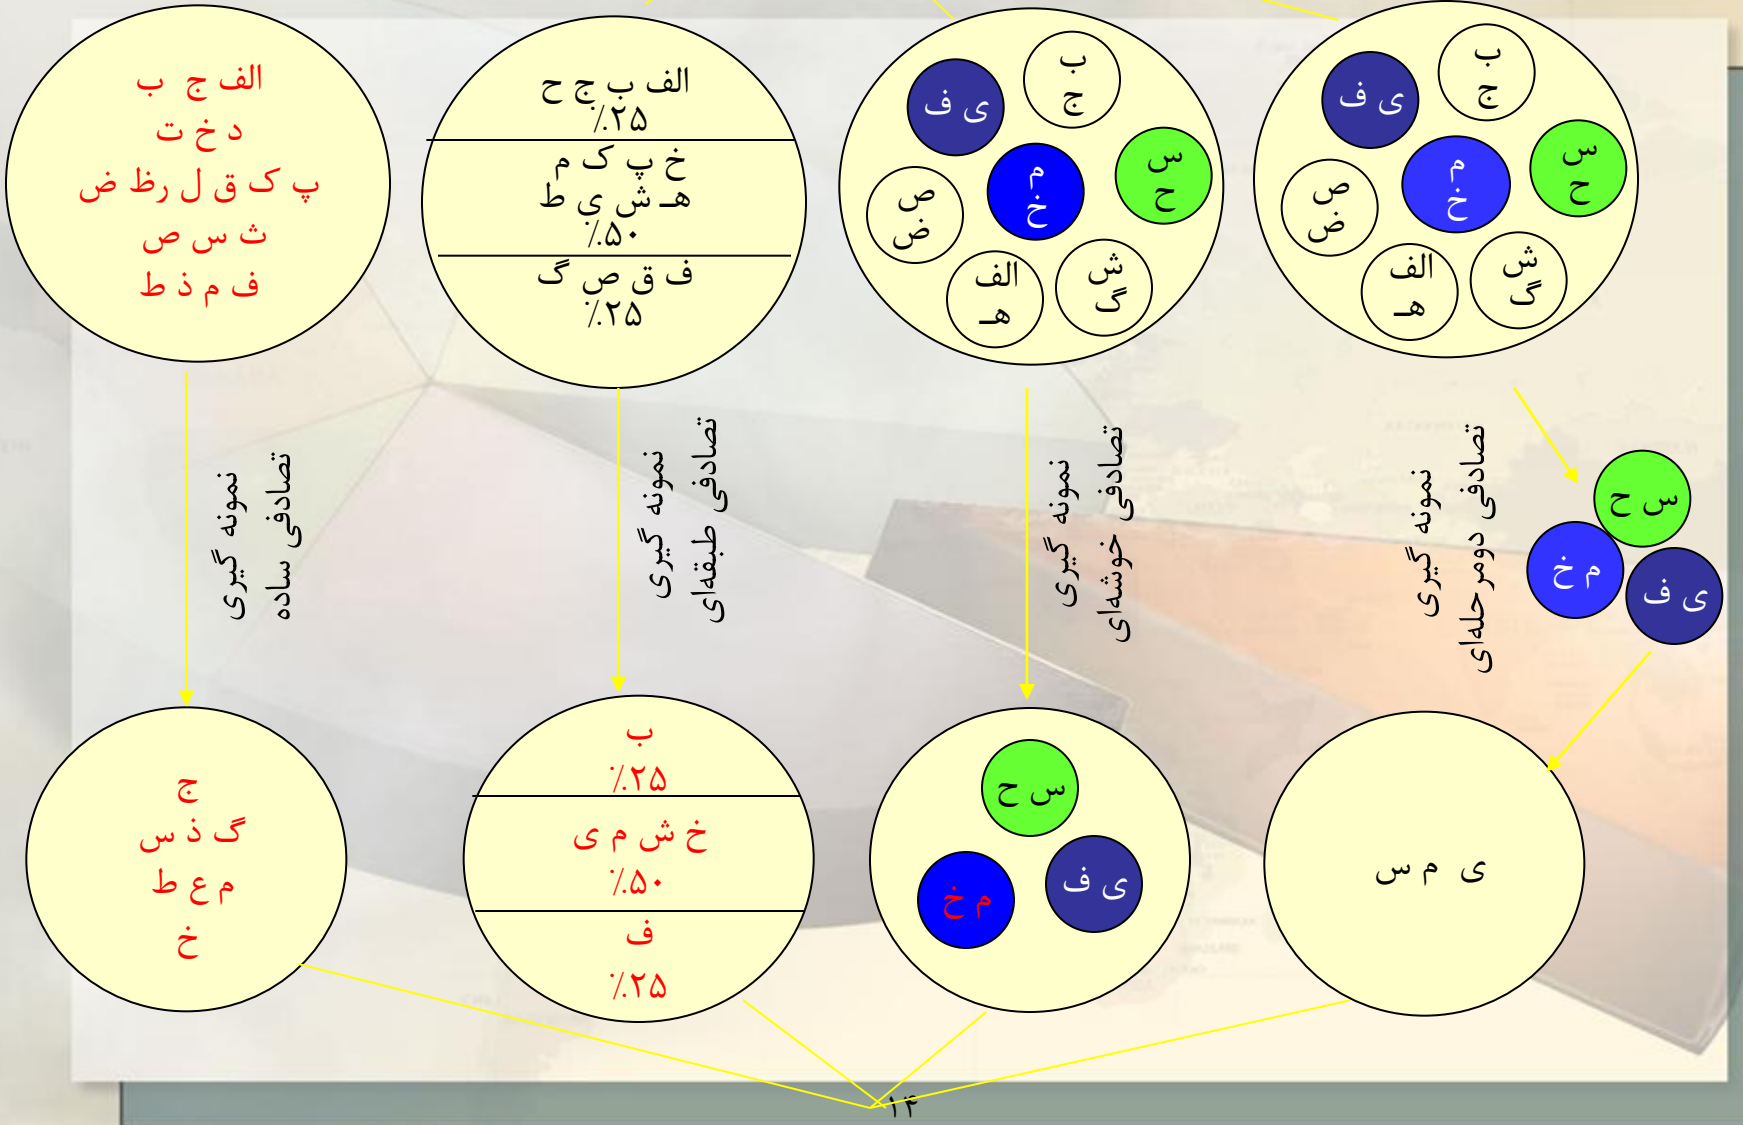 الف ج ب
د خ ت
پ ک ق ل رظ ض
ث س ص
ف م ذ ط
الف ب ج ح
٪۲۵
خ پ ک م
هـ ش ی ط
٪۵۰
ف ق ص گ
٪۲۵
ب
ج
ی ف
س
ح
م
خ
ص
ض
الف
هـ
ش
گ
ب
ج
ی ف
س
ح
م
خ
ص
ض
الف
هـ
ش
گ
نمونه گیری
تصادفی ساده
نمونه گیری
تصادفی طبقه‌ای
نمونه گیری
تصادفی خوشه‌ای
نمونه گیری
تصادفی دومرحله‌ای
س ح
م خ
ی ف
ج
گ ذ س
م ع ط
خ
ب
٪۲۵
خ ش م ی
٪۵۰
ف
٪۲۵
س ح
م خ
ی ف
ی م س
۱۴